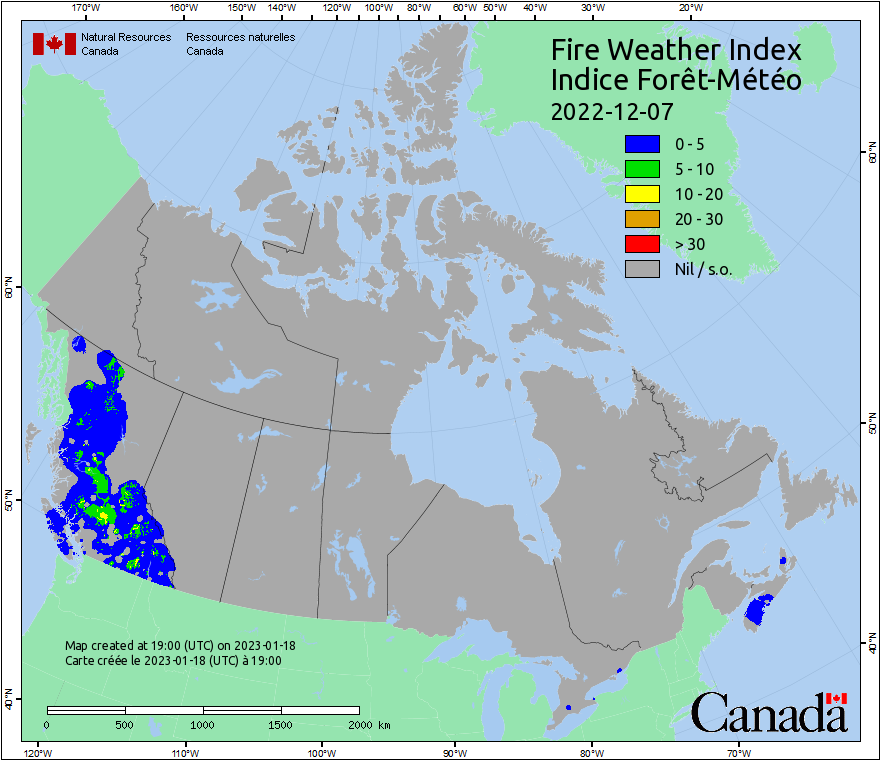 170°W 160°W 150°W 140°W 130°W 120°W 110°W 100°W 90°W 80°W 60°W 50°W 40°W 30°W 20°W
Natural Resources Ressources naturelles
Canada Canada
Fire Weather Index
Indice Forêt-Météo
2022-12-07
0 - 5
5 - 10
10 - 20
20 - 30
> 30
Nil / s.o.
60°N
60°N
50°N
50°N
40°N
40°N
Map created at 19:00 (UTC) on 2023-01-18
Carte créée le 2023-01-18 (UTC) à 19:00
0 500 1000 1500 2000 km
Canada
120°W 110°W 100°W 90°W 80°W 70°W